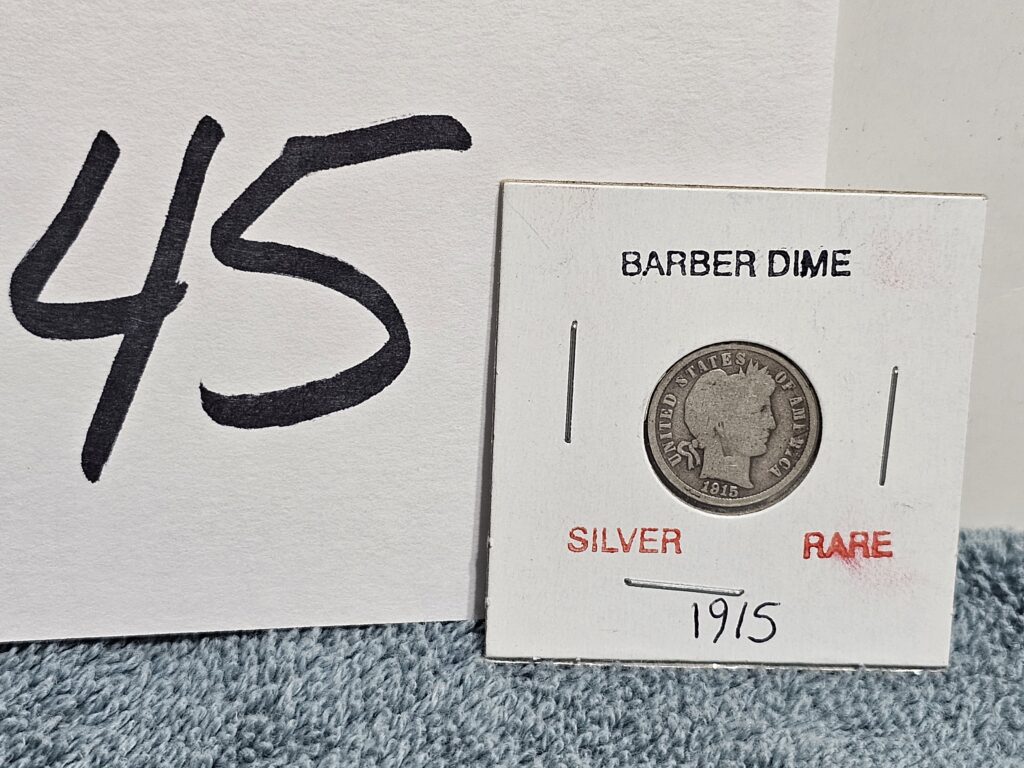 45
BARBER DIME
UNITED STATES OF AMERICA
1915
SILVER RARE
1915